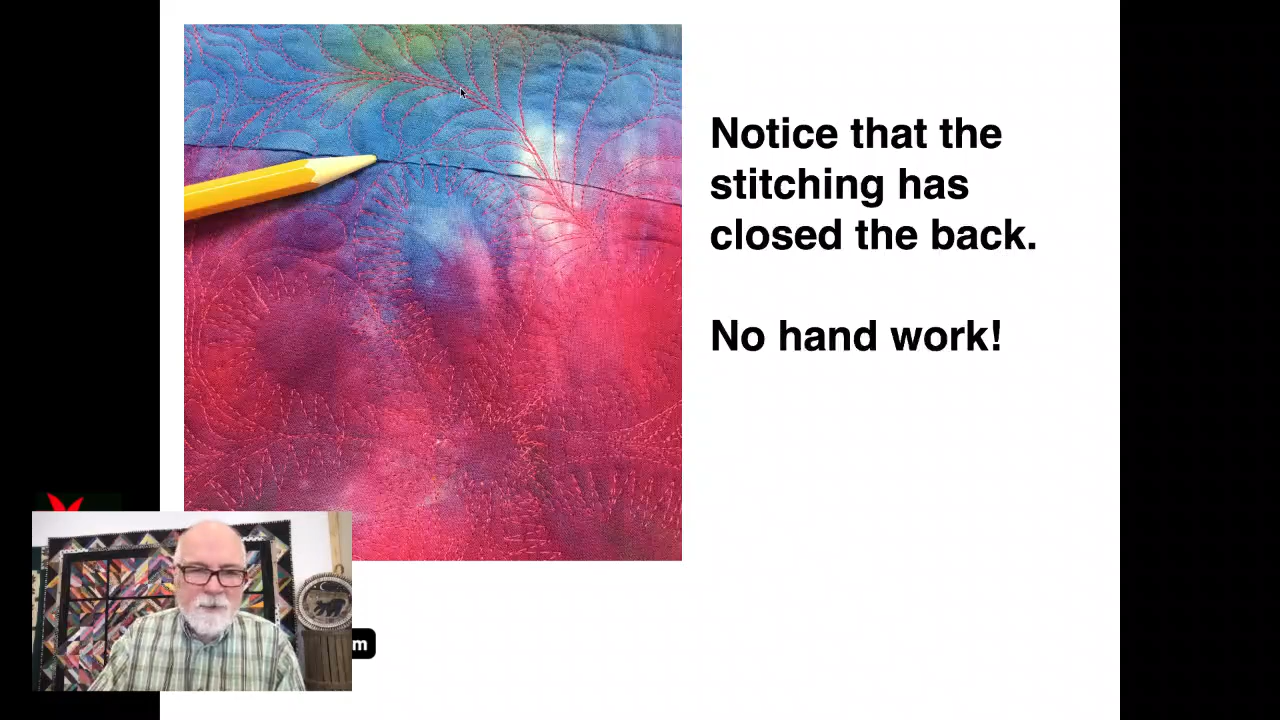 Notice that the
stitching has
closed the back.
No hand work!
m